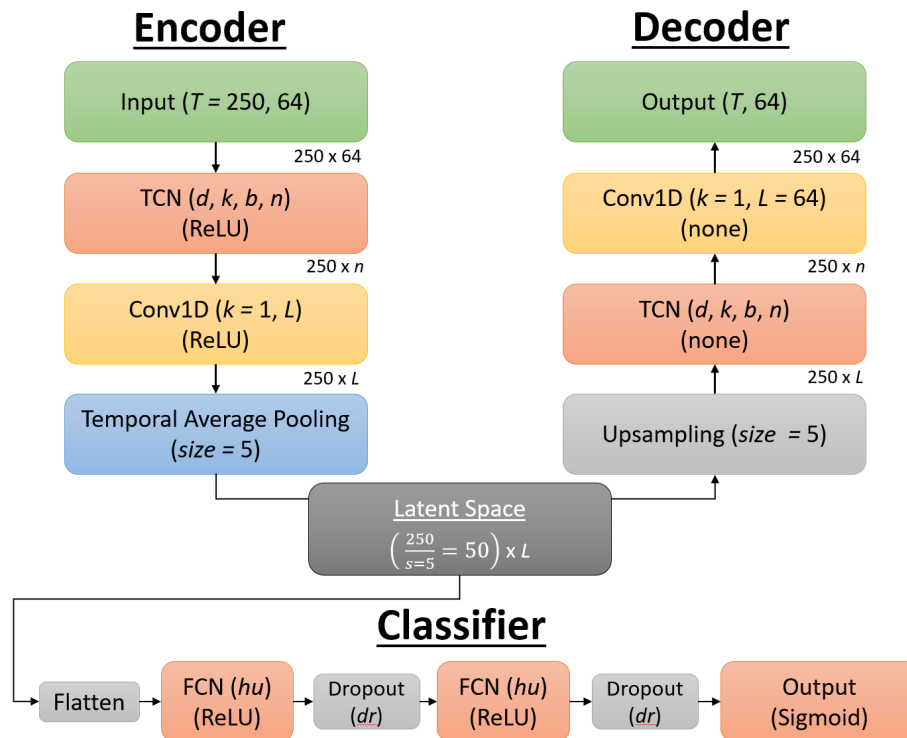 Encoder
Input (T = 250, 64)
250 x 64
TCN (d, k, b, n)
(ReLU)
250 x n
Conv1D (k = 1, L)
(ReLU)
250 x L
Temporal Average Pooling
(size = 5)
Decoder
Output (T, 64)
250 x 64
Conv1D (k = 1, L = 64)
(none)
250 x n
TCN (d, k, b, n)
(none)
250 x L
Upsampling (size = 5)
Latent Space
(250/s=5 = 50) x L
Classifier
Flatten
FCN (hu)
(ReLU)
Dropout
(dr)
FCN (hu)
(ReLU)
Dropout
(dr)
Output
(Sigmoid)